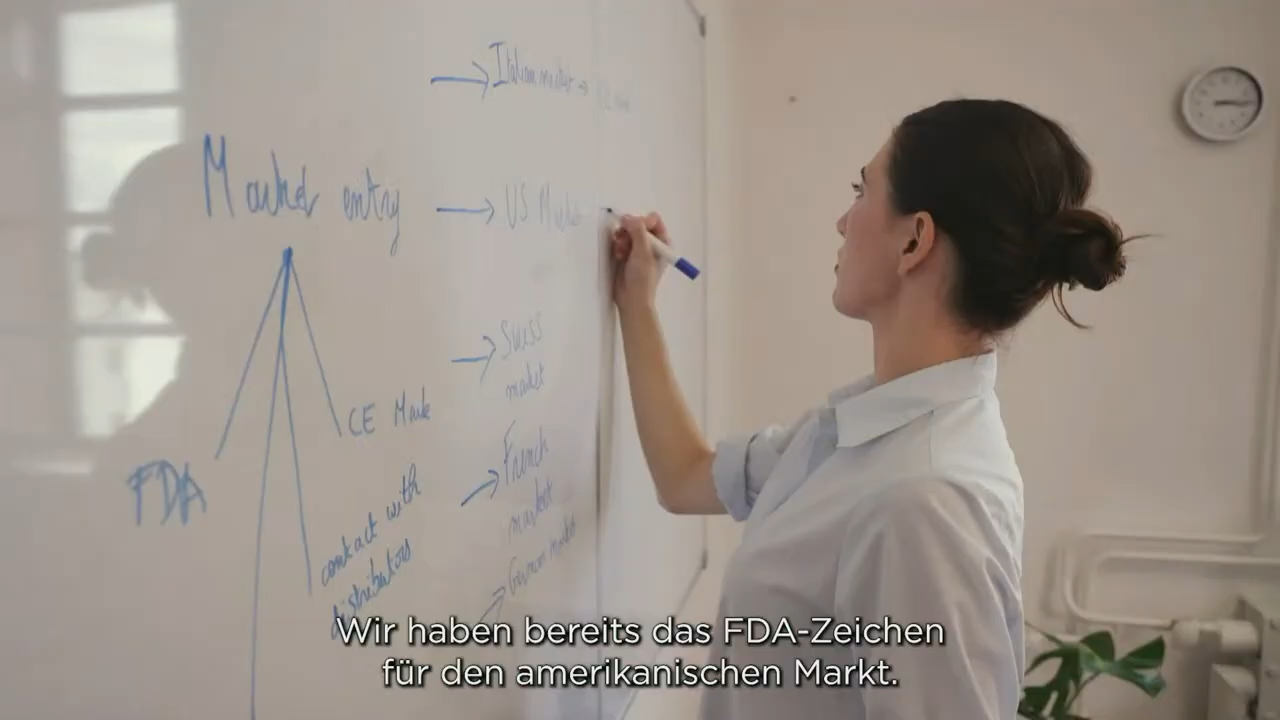 Italian market →
Market entry
→ US Market
→ Swiss
market
CE Mark
→ French
market
FDA
contact with
distributors
→ German market
Wir haben bereits das FDA-Zeichen
für den amerikanischen Markt.